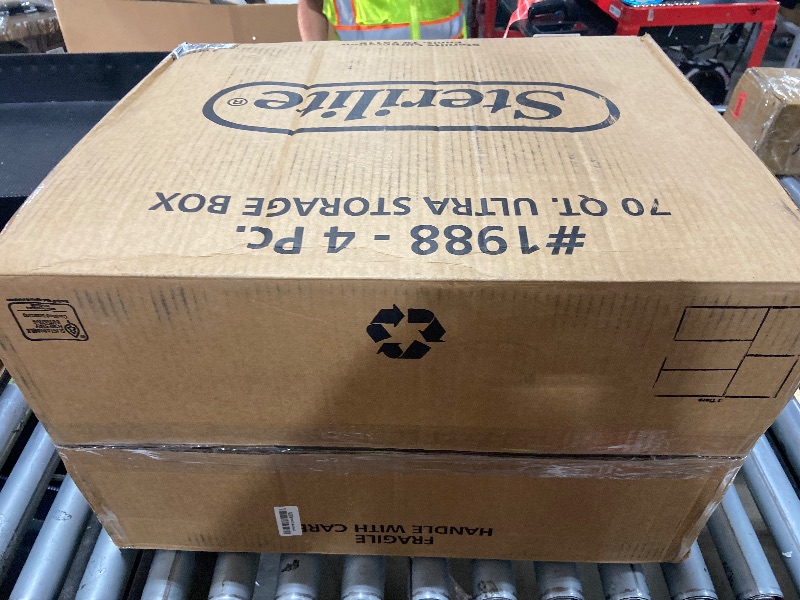 Sterilite®
70 QT. ULTRA STORAGE BOX
#1988 - 4 Pc.
FRAGILE
HANDLE WITH CARE